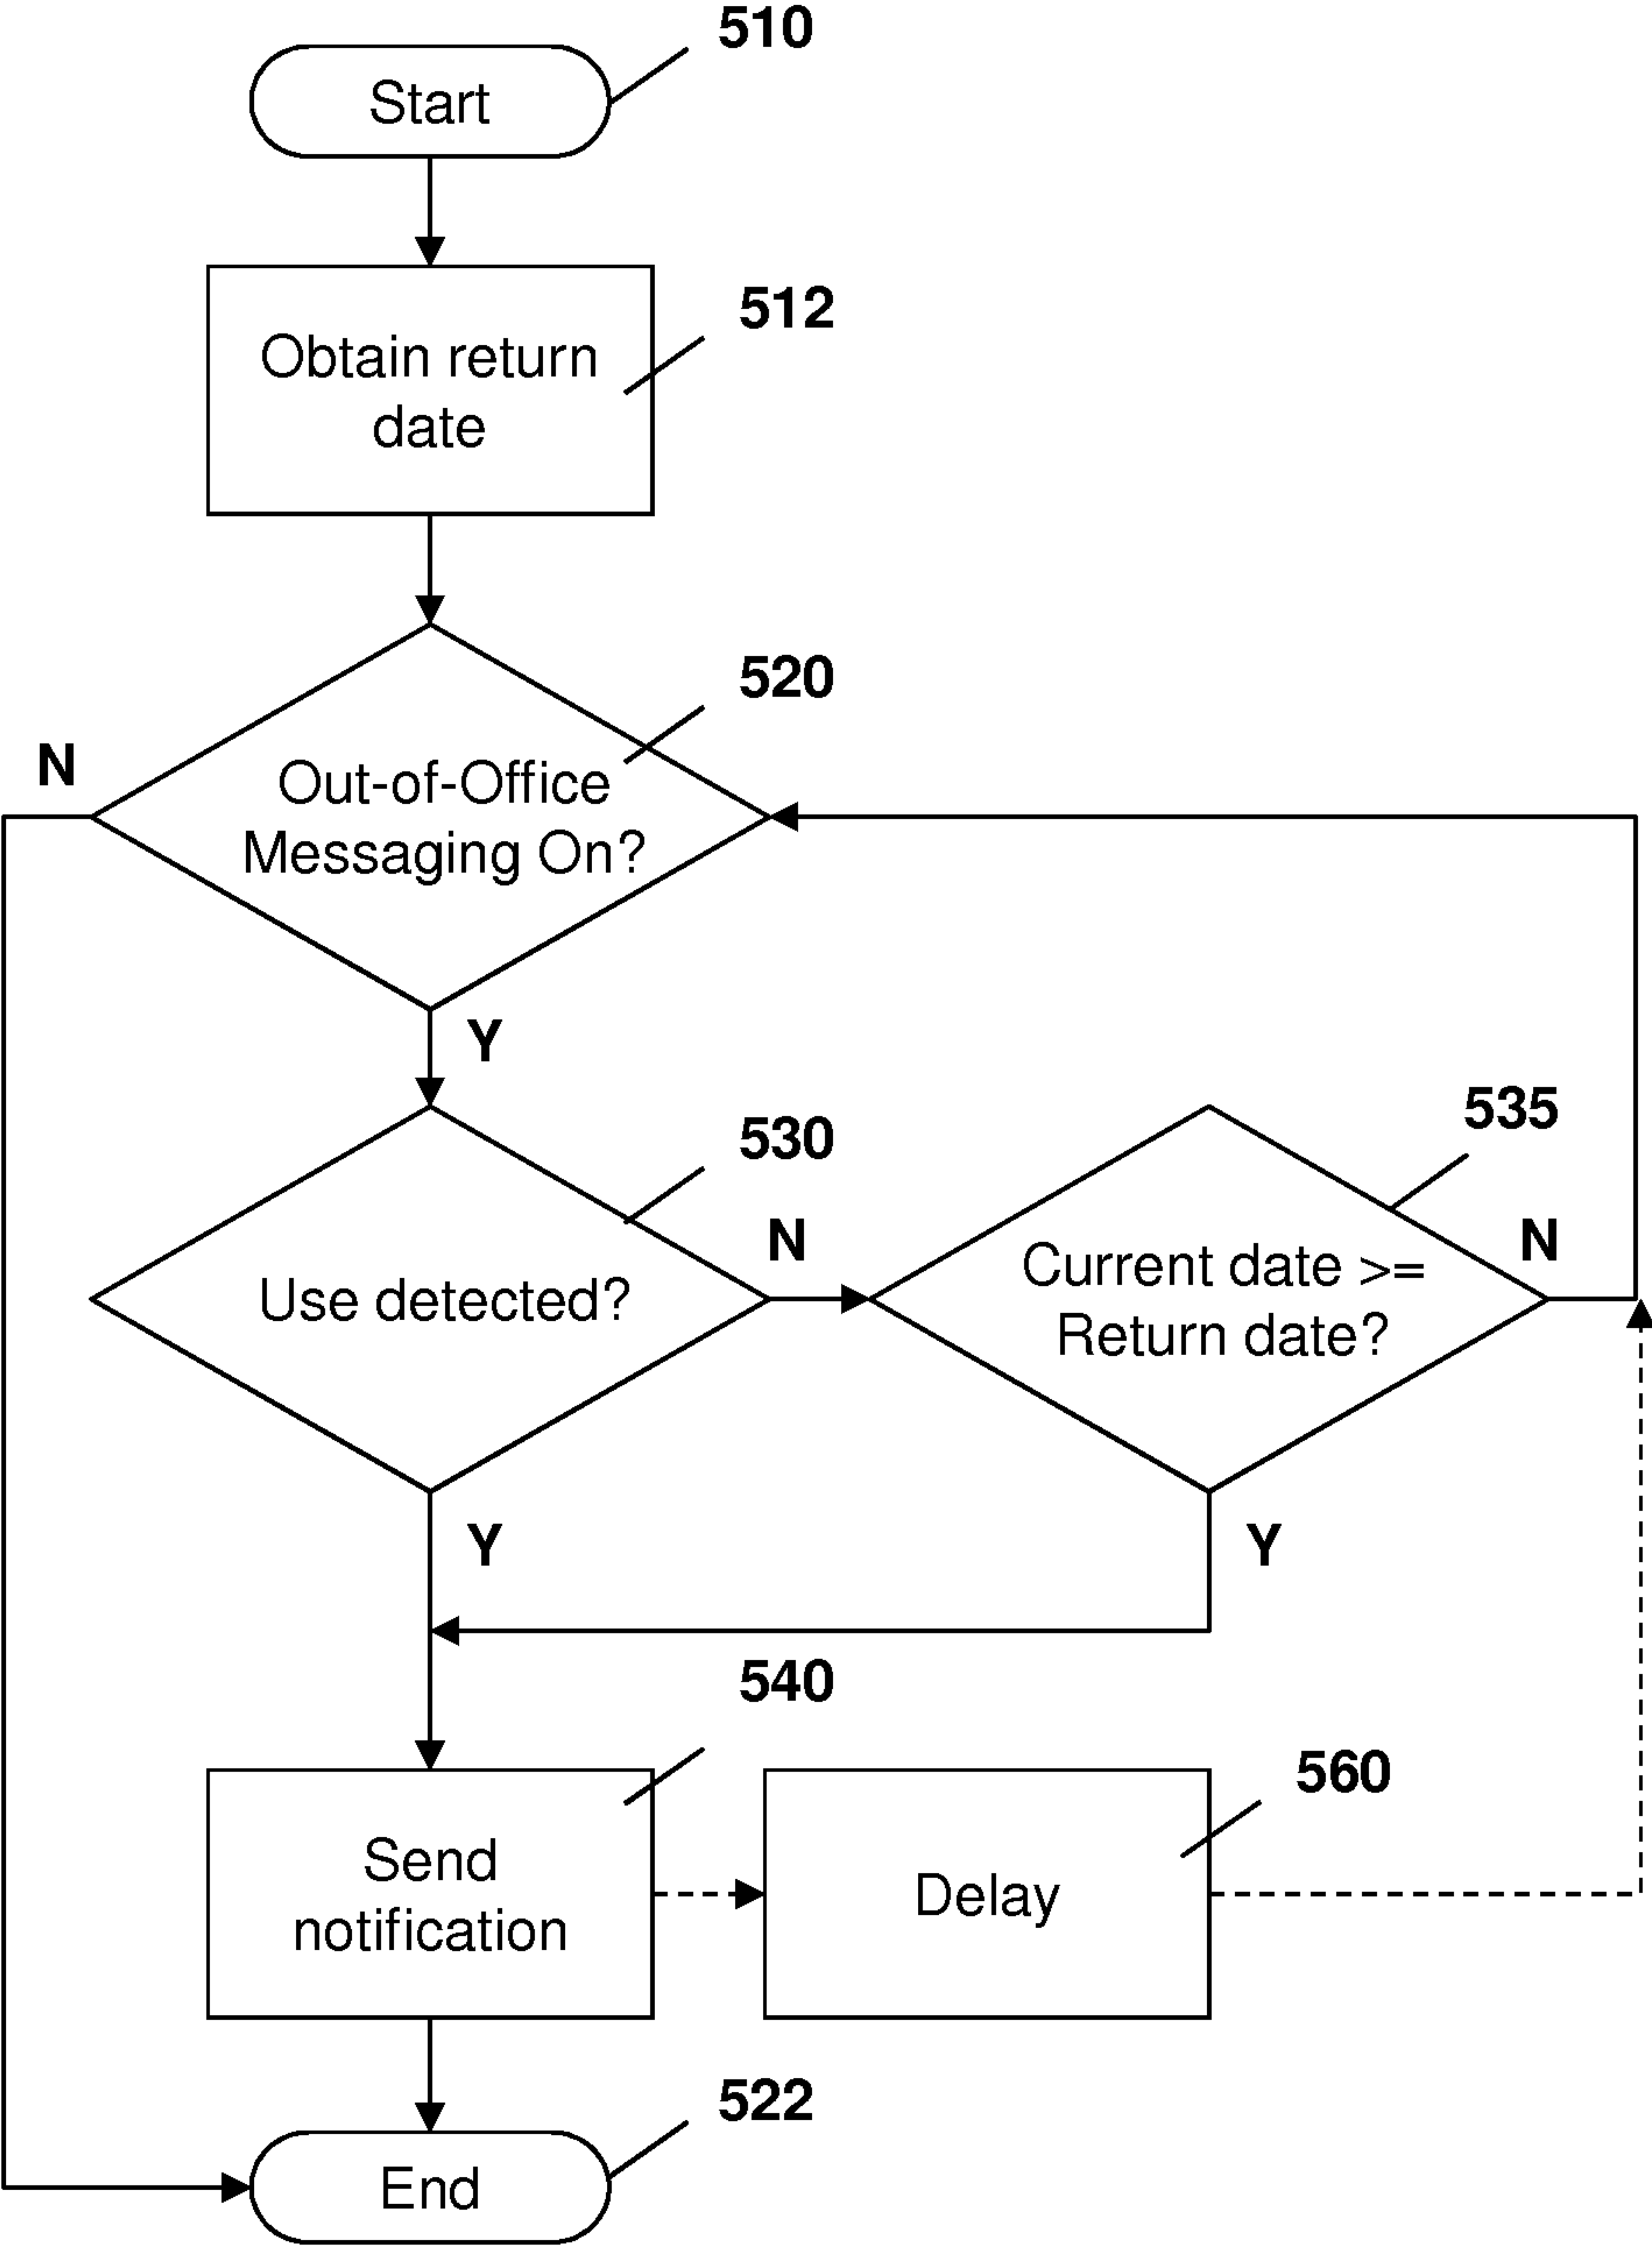 510
Start
512
Obtain return
date
520
N
Out-of-Office
Messaging On?
Y
535
530
N
N
Current date >=
Return date?
Use detected?
Y
Y
540
560
Send
notification
Delay
522
End